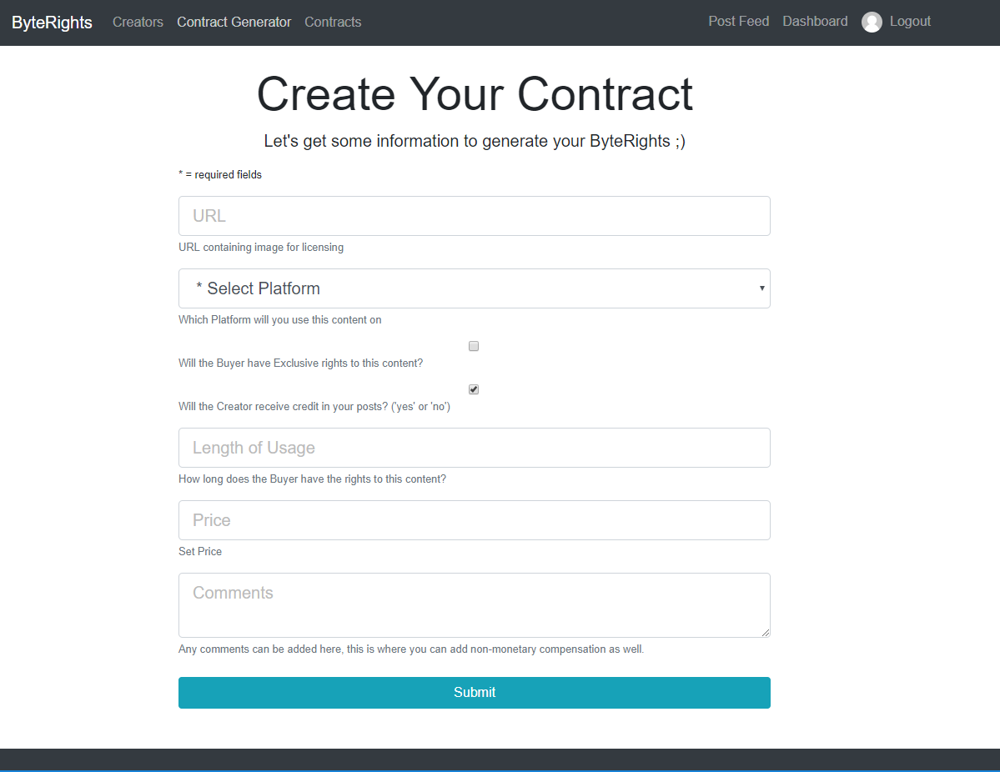 ByteRights Creators Contract Generator Contracts Post Feed Dashboard Logout
Create Your Contract
Let's get some information to generate your ByteRights ;)
* = required fields
URL
URL containing image for licensing
* Select Platform
Which Platform will you use this content on
Will the Buyer have Exclusive rights to this content?
Will the Creator receive credit in your posts? ('yes' or 'no')
Length of Usage
How long does the Buyer have the rights to this content?
Price
Set Price
Comments
Any comments can be added here, this is where you can add non-monetary compensation as well.
Submit